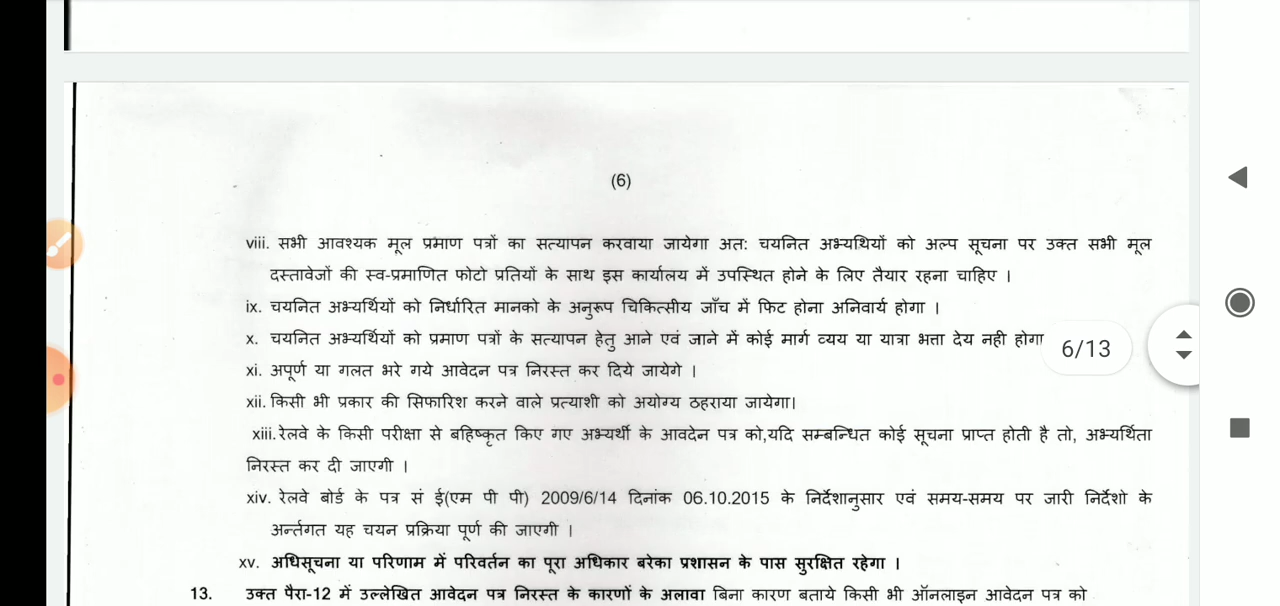 (6)
viii. सभी आवश्यक मूल प्रमाण पत्रों का सत्यापन करवाया जायेगा अत: चयनित अभ्यथियों को अल्प सूचना पर उक्त सभी मूल
दस्तावेजों की स्व-प्रमाणित फोटो प्रतियों के साथ इस कार्यालय में उपस्थित होने के लिए तैयार रहना चाहिए ।
ix. चयनित अभ्यर्थियों को निर्धारित मानको के अनुरूप चिकित्सीय जाँच में फिट होना अनिवार्य होगा ।
x. चयनित अभ्यर्थियों को प्रमाण पत्रों के सत्यापन हेतु आने एवं जाने में कोई मार्ग व्यय या यात्रा भत्ता देय नही होगा
6/13
xi. अपूर्ण या गलत भरे गये आवेदन पत्र निरस्त कर दिये जायेगे ।
xii. किसी भी प्रकार की सिफारिश करने वाले प्रत्याशी को अयोग्य ठहराया जायेगा।
xiii. रेलवे के किसी परीक्षा से बहिष्कृत किए गए अभ्यर्थी के आवदेन पत्र को,यदि सम्बन्धित कोई सूचना प्राप्त होती है तो, अभ्यर्थिता
निरस्त कर दी जाएगी ।
xiv. रेलवे बोर्ड के पत्र सं ई(एम पी पी) 2009/6/14 दिनांक 06.10.2015 के निर्देशानुसार एवं समय-समय पर जारी निर्देशो के
अर्न्तगत यह चयन प्रक्रिया पूर्ण की जाएगी ।
xv. अधिसूचना या परिणाम में परिवर्तन का पूरा अधिकार बरेका प्रशासन के पास सुरक्षित रहेगा ।
13. उक्त पैरा-12 में उल्लेखित आवेदन पत्र निरस्त के कारणों के अलावा बिना कारण बताये किसी भी ऑनलाइन आवेदन पत्र को